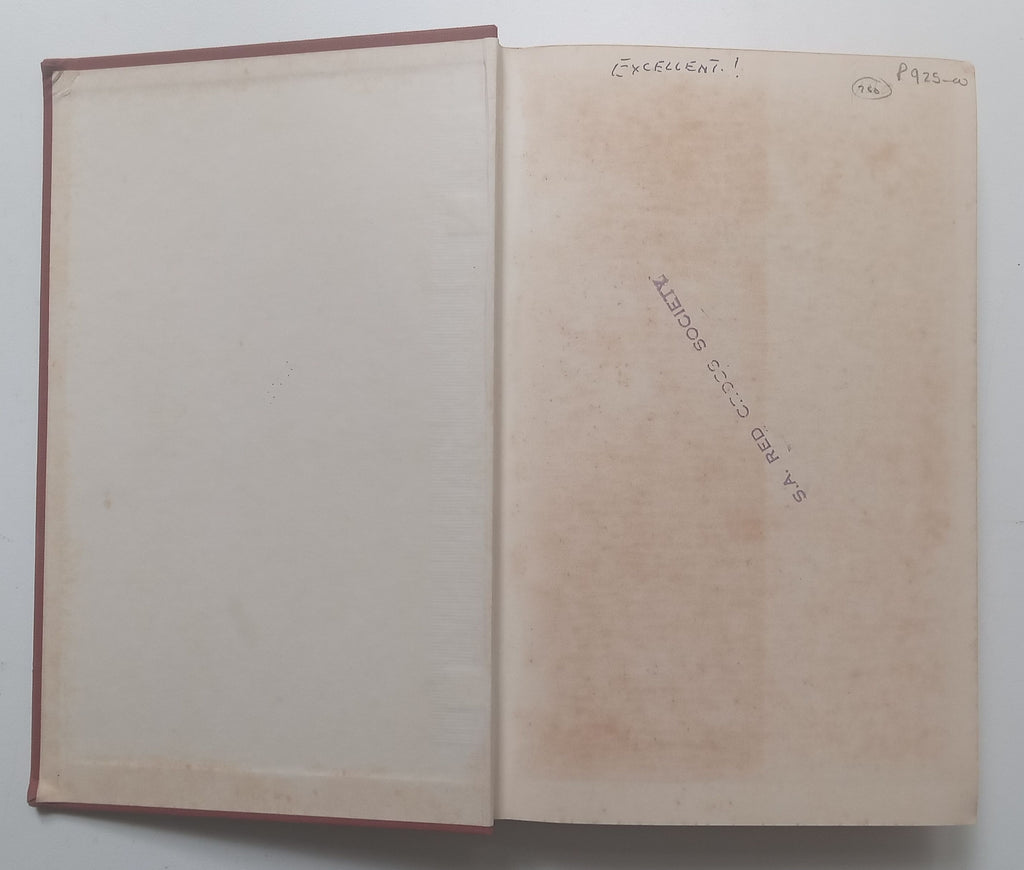 EXCELLENT.!
P925-00
S.A. RED CROSS SOCIETY